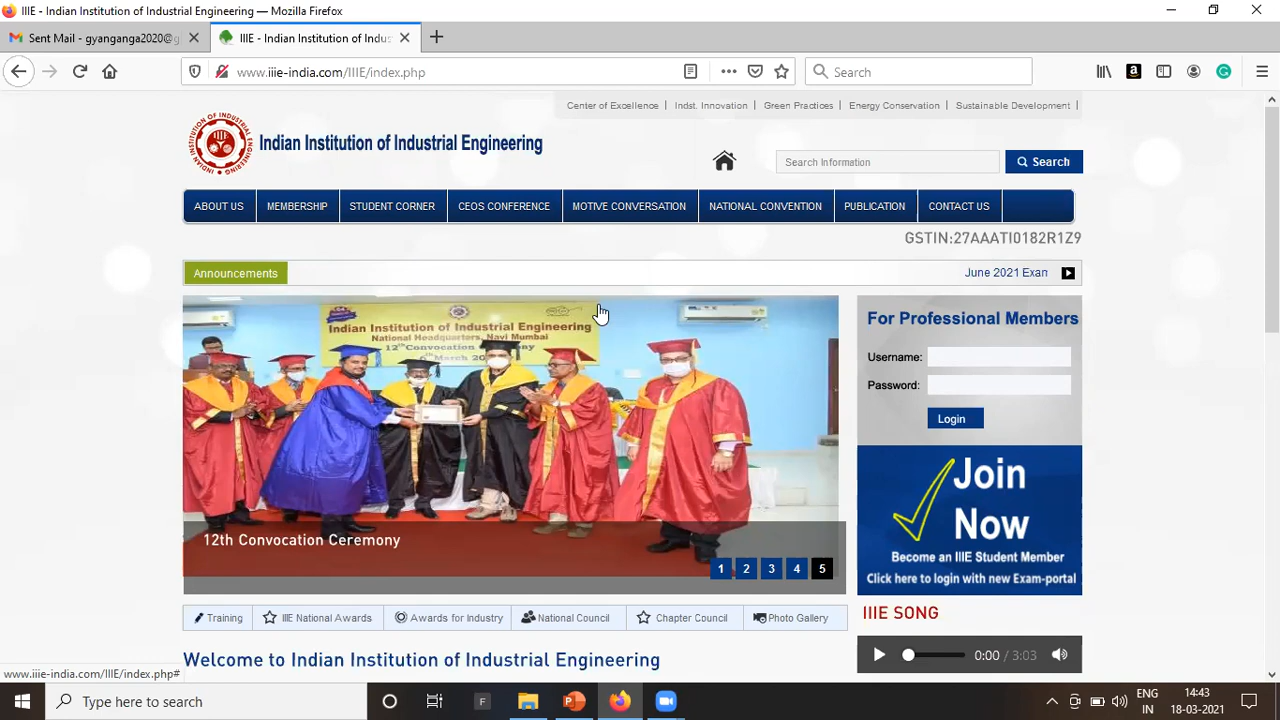 IIIE - Indian Institution of Industrial Engineering — Mozilla Firefox
Sent Mail - gyanganga2020@g
IIIE - Indian Institution of Indus
www.iiie-india.com/IIIE/index.php
Search
Center of Excellence | Indst. Innovation | Green Practices | Energy Conservation | Sustainable Development |
Indian Institution of Industrial Engineering
Search Information
Search
ABOUT US MEMBERSHIP STUDENT CORNER CEOS CONFERENCE MOTIVE CONVERSATION NATIONAL CONVENTION PUBLICATION CONTACT US
GSTIN:27AAATI0182R1Z9
Announcements
June 2021 Exam
Indian Institution of Industrial Engineering
National Headquarters, Navi Mumbai
12th Convocation Ceremony
12th Convocation Ceremony
1 2 3 4 5
For Professional Members
Username:
Password:
Login
Join
Now
Become an IIIE Student Member
Click here to login with new Exam-portal
Training IIIE National Awards Awards for Industry National Council Chapter Council Photo Gallery
IIIE SONG
0:00 / 3:03
Welcome to Indian Institution of Industrial Engineering
www.iiie-india.com/IIIE/index.php#
Type here to search
ENG
IN
14:43
18-03-2021